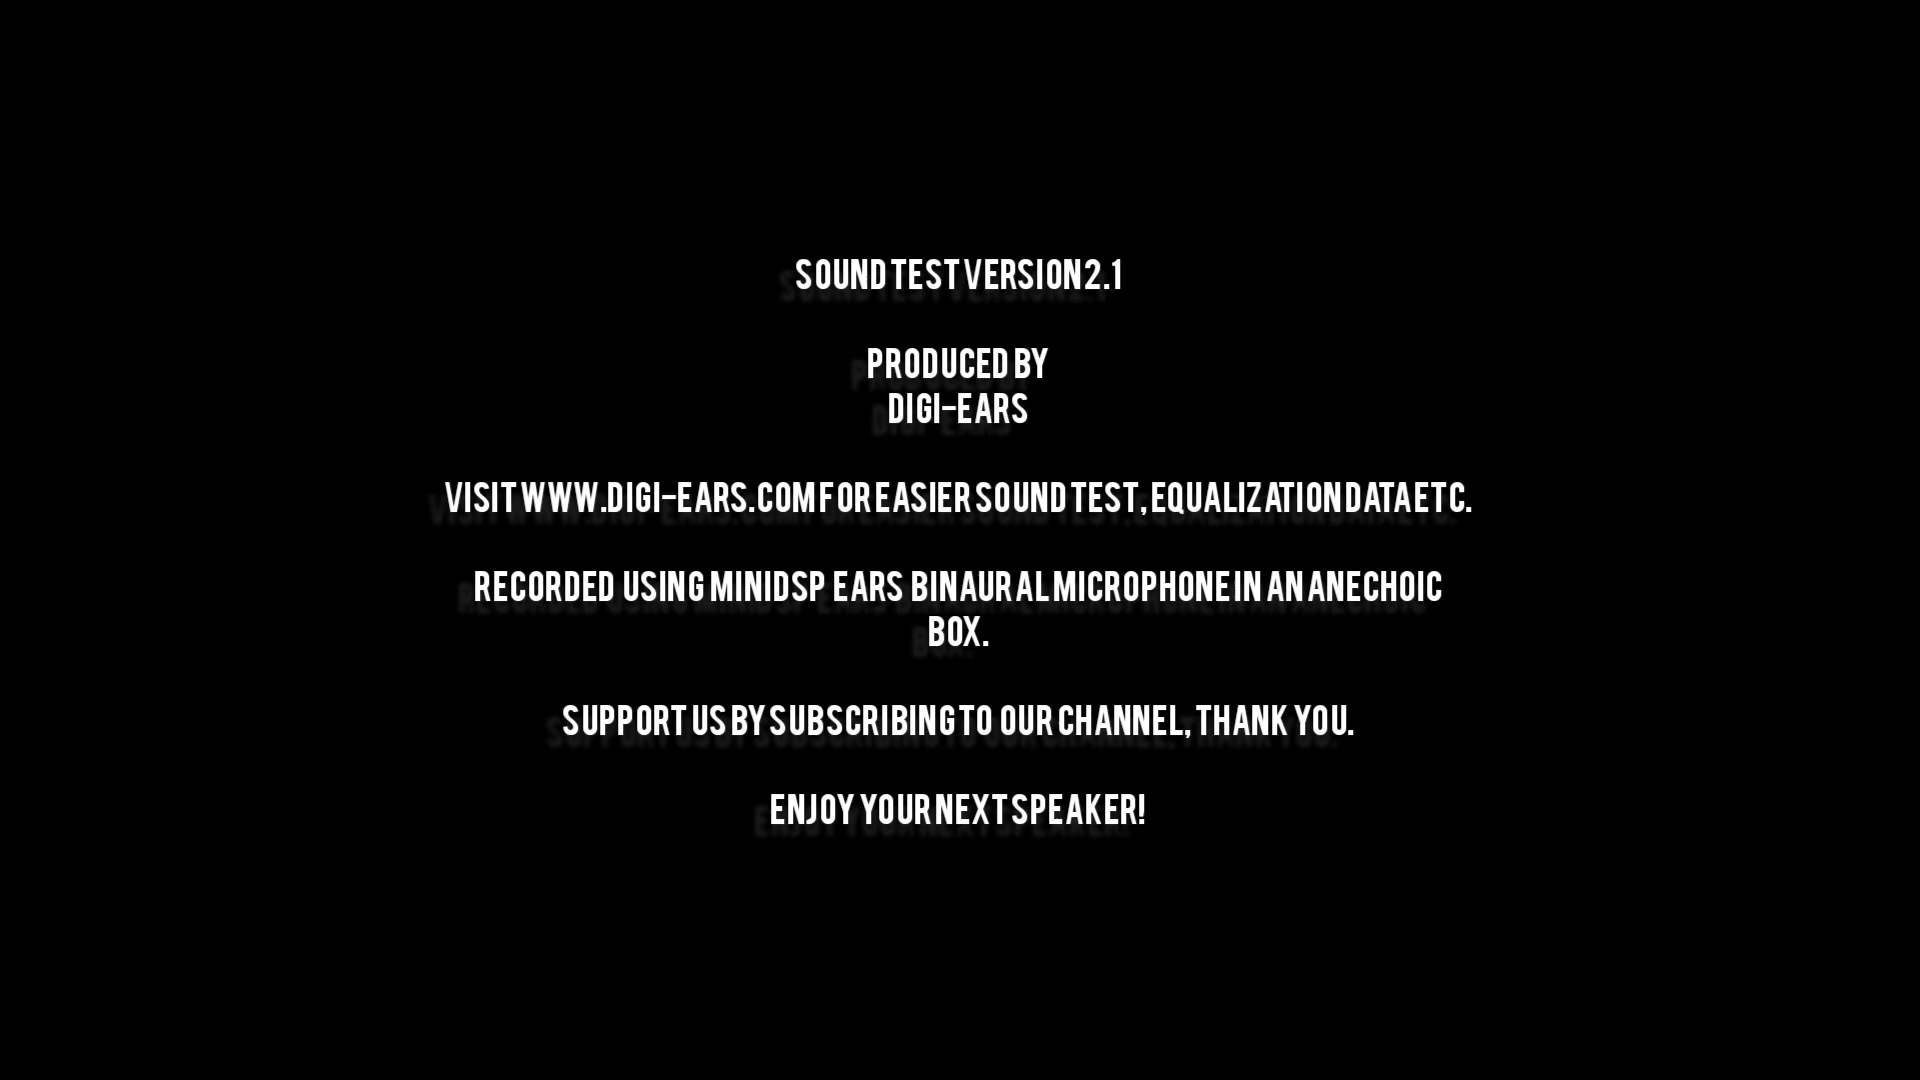 SOUND TEST VERSION 2.1
PRODUCED BY
DIGI-EARS
VISIT WWW.DIGI-EARS.COM FOR EASIER SOUND TEST, EQUALIZATION DATA ETC.
RECORDED USING MINIDSP EARS BINAURAL MICROPHONE IN AN ANECHOIC
BOX.
SUPPORT US BY SUBSCRIBING TO OUR CHANNEL, THANK YOU.
ENJOY YOUR NEXT SPEAKER!